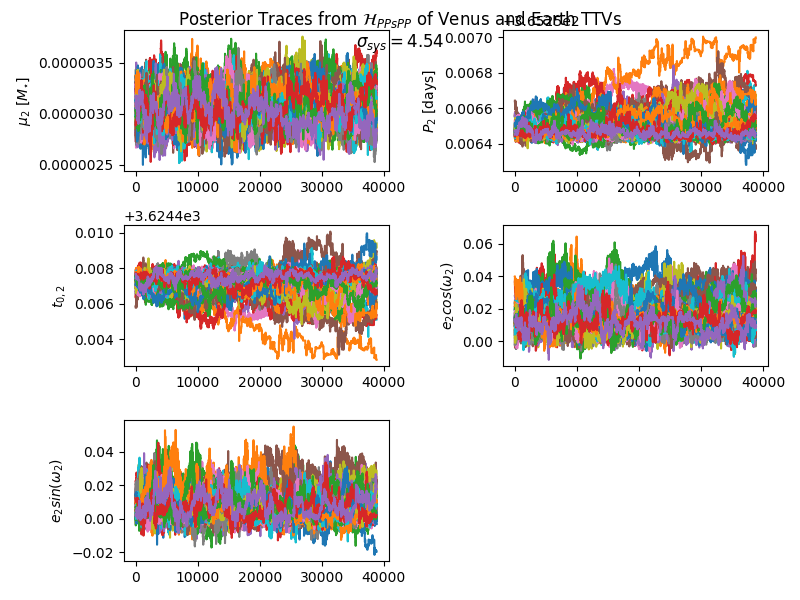 Posterior Traces from ℋ_PPsPP of Venus and Earth TTVs
σ_sys = 4.54
μ₂ [M⋆]
0.0000035
0.0000030
0.0000025
0 10000 20000 30000 40000
P₂ [days]
0.0070
0.0068
0.0066
0.0064
0 10000 20000 30000 40000
+3.6244e3
t₀,₂
0.010
0.008
0.006
0.004
0 10000 20000 30000 40000
e₂cos(ω₂)
0.06
0.04
0.02
0.00
0 10000 20000 30000 40000
e₂sin(ω₂)
0.04
0.02
0.00
−0.02
0 10000 20000 30000 40000